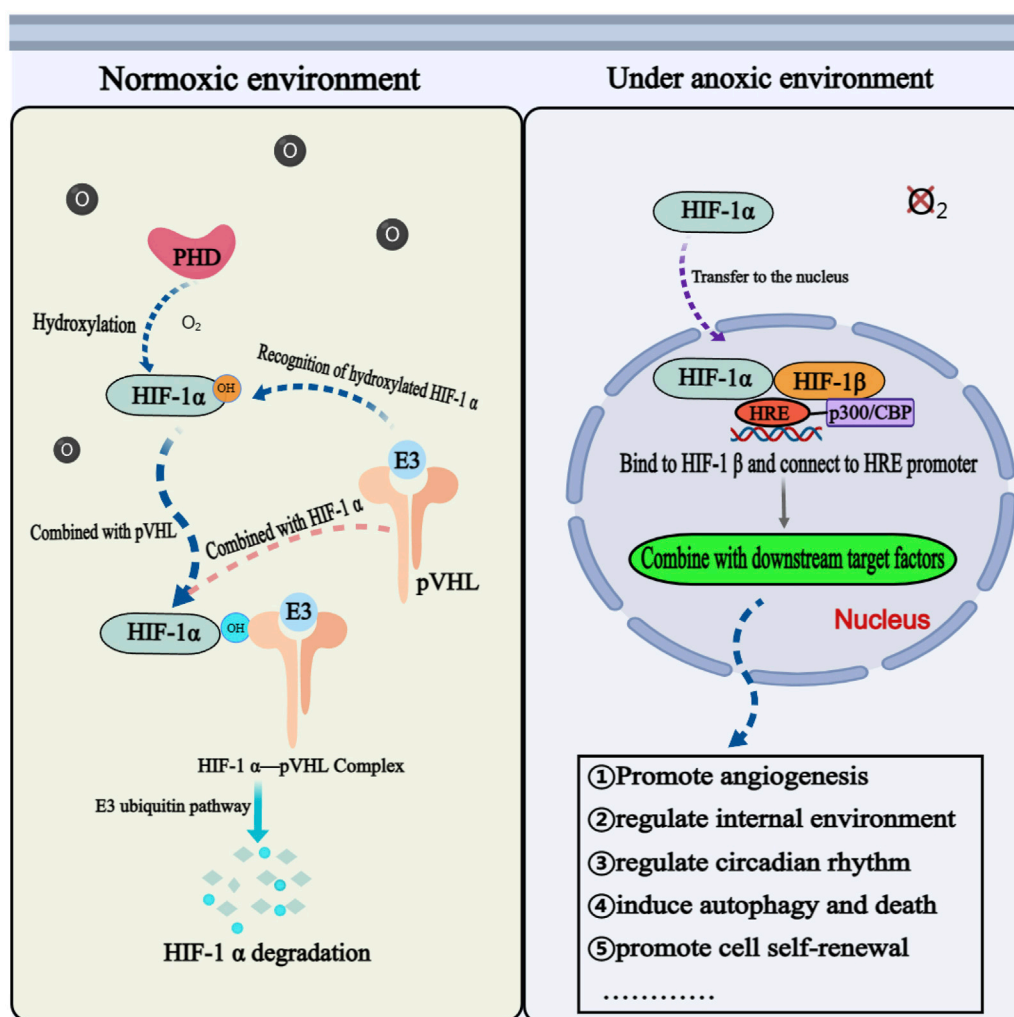 Normoxic environment
O
O
O
PHD
Hydroxylation
O₂
Recognition of hydroxylated HIF-1 α
HIF-1α
OH
O
E3
Combined with pVHL
Combined with HIF-1 α
pVHL
HIF-1α
OH
E3
HIF-1 α—pVHL Complex
E3 ubiquitin pathway
HIF-1 α degradation
Under anoxic environment
HIF-1α
O₂
Transfer to the nucleus
HIF-1α
HIF-1β
HRE
p300/CBP
Bind to HIF-1 β and connect to HRE promoter
Combine with downstream target factors
Nucleus
①Promote angiogenesis
②regulate internal environment
③regulate circadian rhythm
④induce autophagy and death
⑤promote cell self-renewal
............